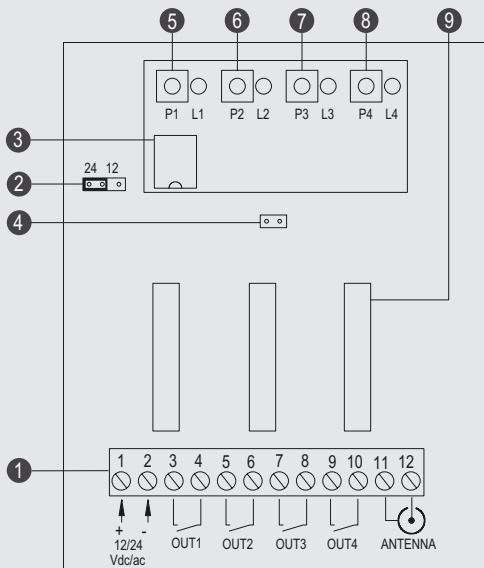 5 6 7 8 9
P1 L1 P2 L2 P3 L3 P4 L4
3
24 12
2
4
1
1 2 3 4 5 6 7 8 9 10 11 12
+ -
12/24
Vdc/ac
OUT1 OUT2 OUT3 OUT4 ANTENNA